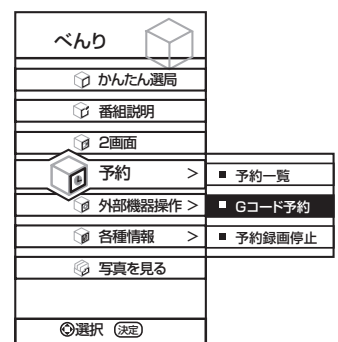 べんり
かんたん選局
番組説明
2画面
予約 >
外部機器操作 >
各種情報 >
写真を見る
選択 決定
予約一覧
Gコード予約
予約録画停止